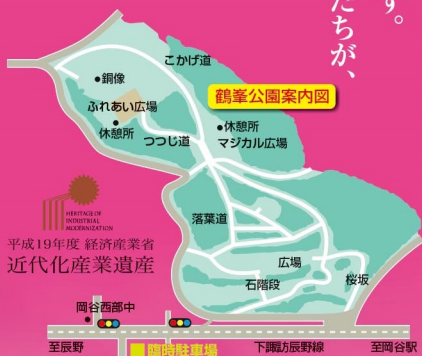 す。
たちが、
こかげ道
●銅像
鶴峯公園案内図
ふれあい広場
●休憩所
マジカル広場
休憩所
つつじ道
HERITAGE OF
INDUSTRIAL
MODERNIZATION
平成19年度 経済産業省
近代化産業遺産
落葉道
広場
石階段
桜坂
岡谷西部中
至辰野
臨時駐車場
下諏訪辰野線
至岡谷駅